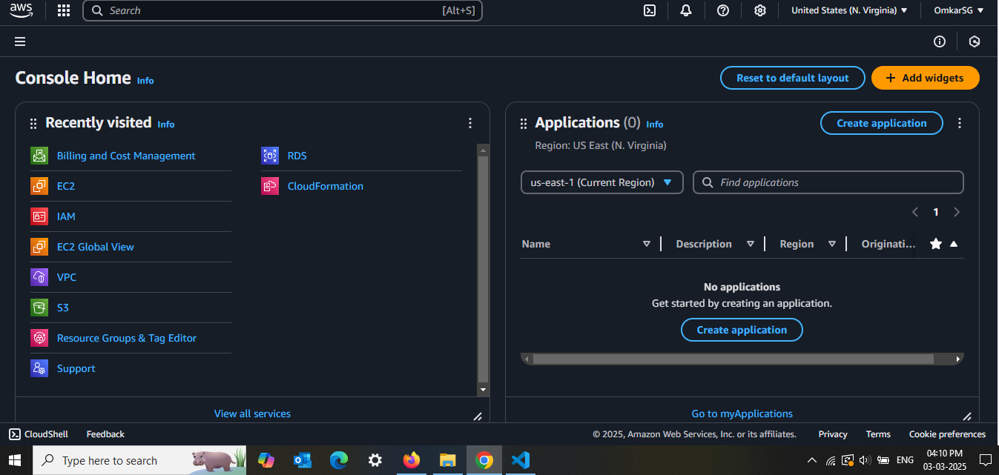 aws
Search [Alt+S]
United States (N. Virginia)
OmkarSG
Console Home Info
Reset to default layout
Add widgets
Recently visited Info
Billing and Cost Management
EC2
IAM
EC2 Global View
VPC
S3
Resource Groups & Tag Editor
Support
RDS
CloudFormation
View all services
Applications (0) Info
Create application
Region: US East (N. Virginia)
us-east-1 (Current Region)
Find applications
1
Name Description Region Originati...
No applications
Get started by creating an application.
Create application
Go to myApplications
CloudShell Feedback
© 2025, Amazon Web Services, Inc. or its affiliates. Privacy Terms Cookie preferences
Type here to search
ENG
04:10 PM
03-03-2025